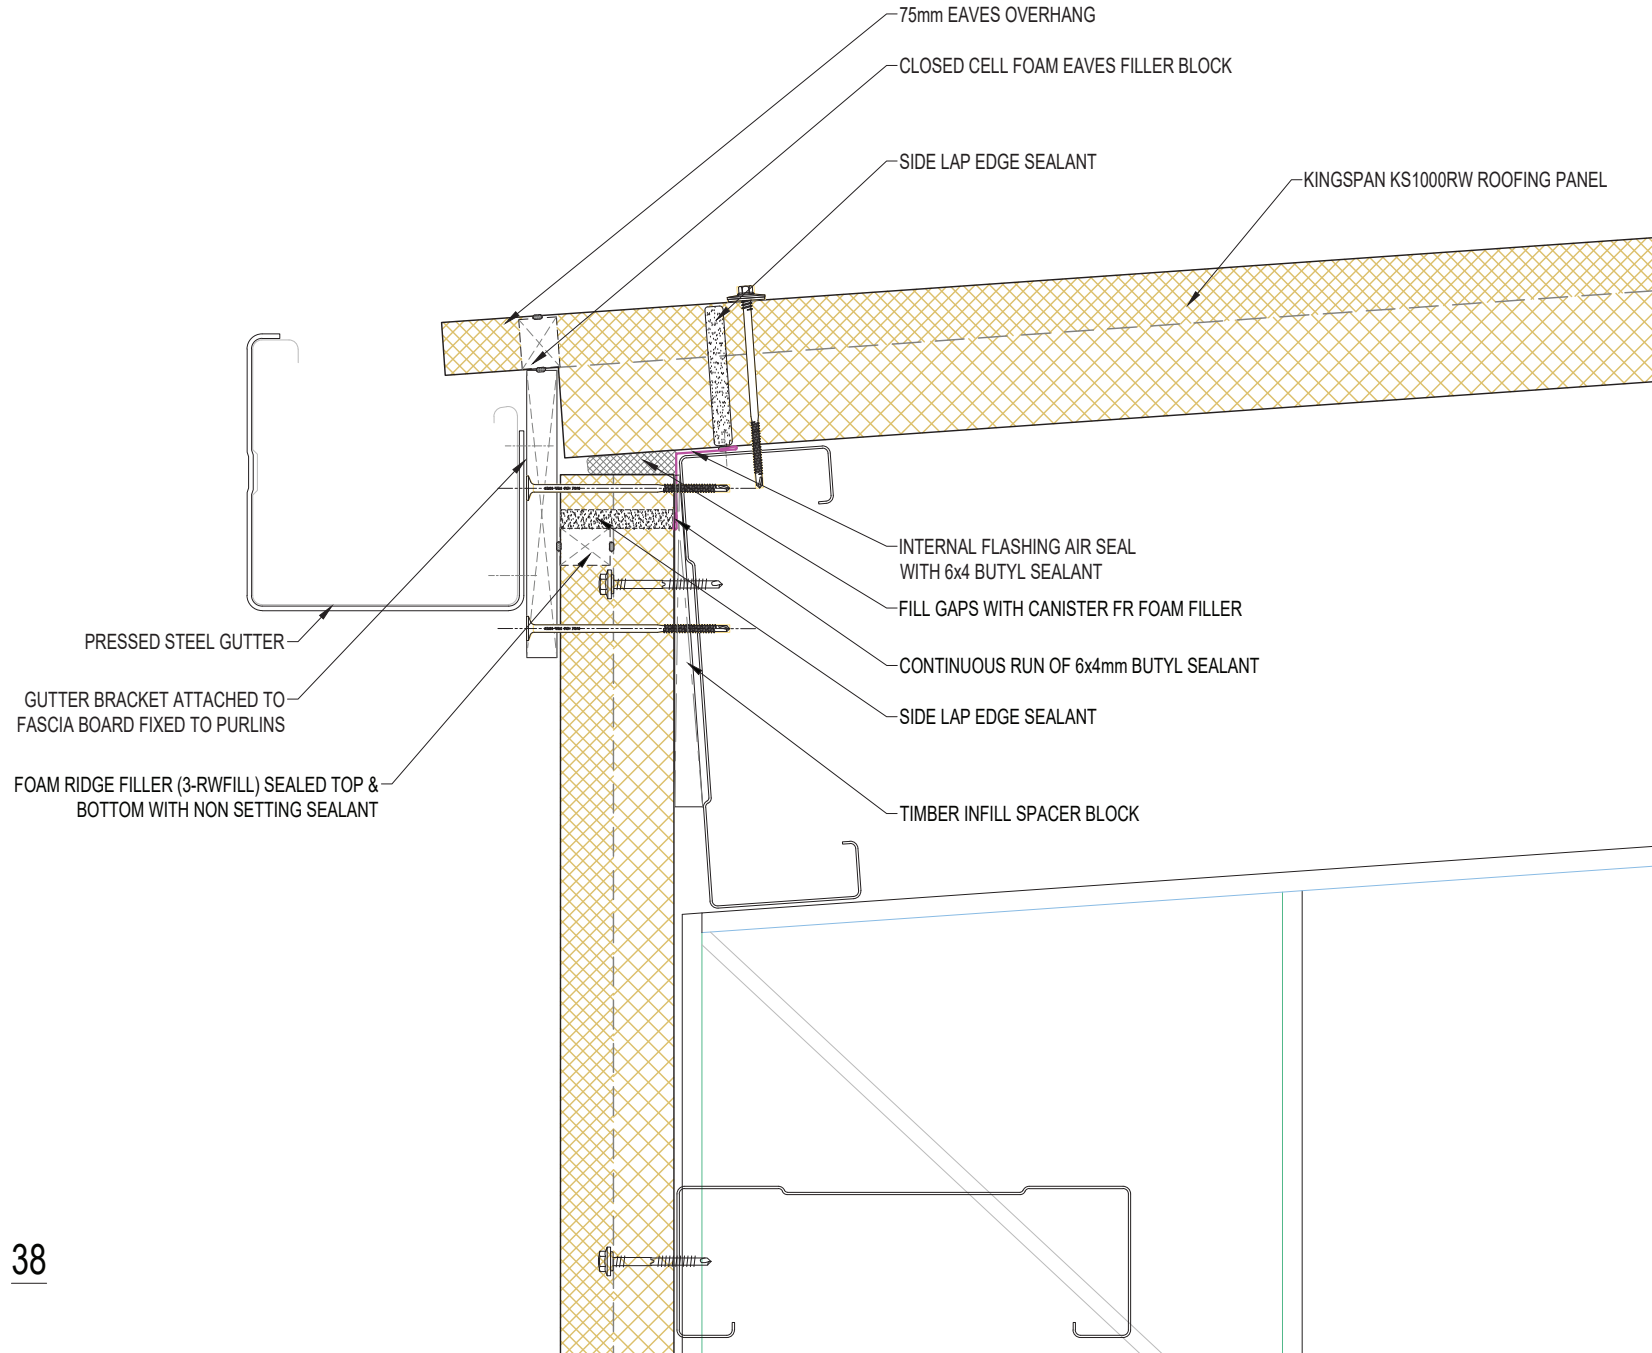 75mm EAVES OVERHANG
CLOSED CELL FOAM EAVES FILLER BLOCK
SIDE LAP EDGE SEALANT
KINGSPAN KS1000RW ROOFING PANEL
INTERNAL FLASHING AIR SEAL
WITH 6x4 BUTYL SEALANT
FILL GAPS WITH CANISTER FR FOAM FILLER
CONTINUOUS RUN OF 6x4mm BUTYL SEALANT
SIDE LAP EDGE SEALANT
TIMBER INFILL SPACER BLOCK
PRESSED STEEL GUTTER
GUTTER BRACKET ATTACHED TO
FASCIA BOARD FIXED TO PURLINS
FOAM RIDGE FILLER (3-RWFILL) SEALED TOP &
BOTTOM WITH NON SETTING SEALANT
38